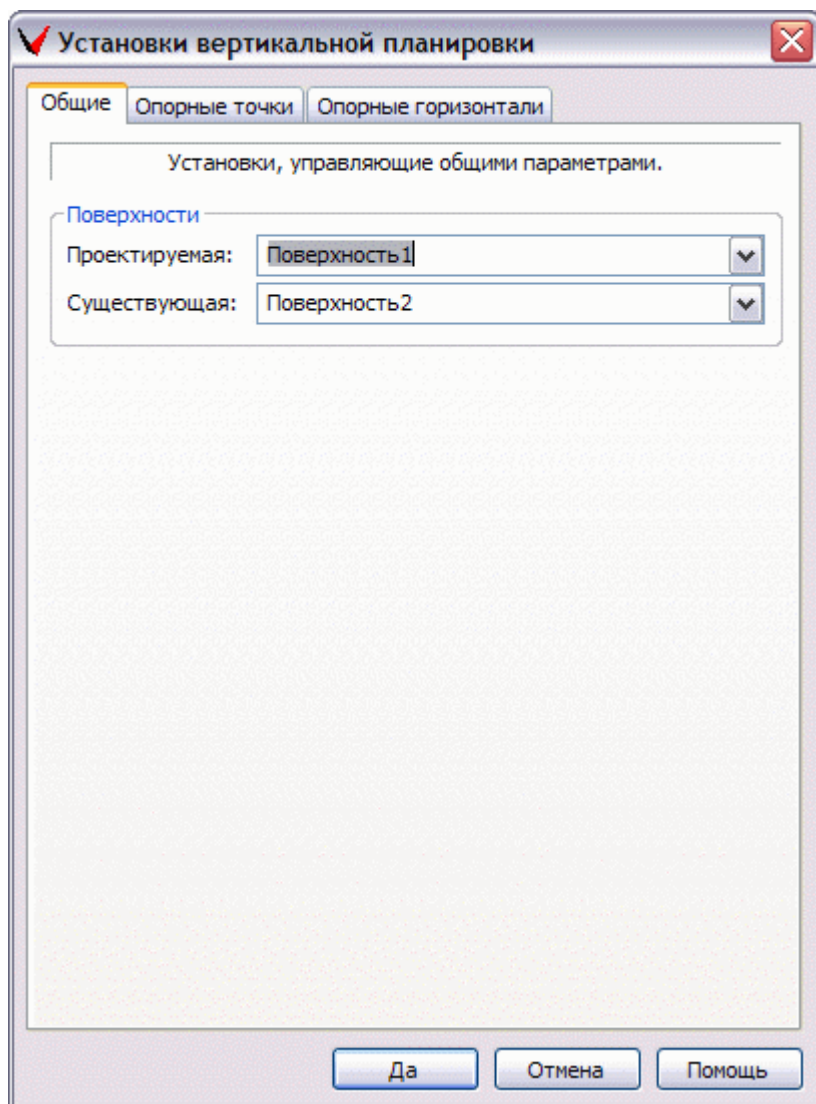 Установки вертикальной планировки
Общие Опорные точки Опорные горизонтали
Установки, управляющие общими параметрами.
Поверхности
Проектируемая: Поверхность1
Существующая: Поверхность2
Да Отмена Помощь